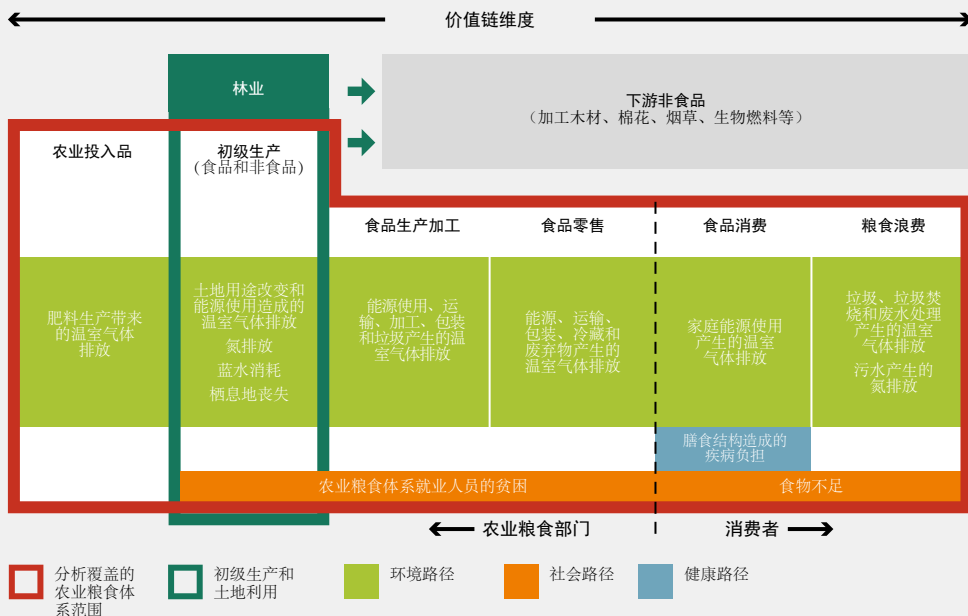 价值链维度
林业
下游非食品
(加工木材、棉花、烟草、生物燃料等)
农业投入品
初级生产
(食品和非食品)
食品生产加工
食品零售
食品消费
粮食浪费
肥料生产带来
的温室气体
排放
土地用途改变和
能源使用造成的
温室气体排放
氮排放
蓝水消耗
栖息地丧失
能源使用、运
输、加工、包装
和垃圾产生的温
室气体排放
能源、运输、
包装、冷藏和
废弃物产生的
温室气体排放
家庭能源使用
产生的温室
气体排放
垃圾、垃圾焚
烧和废水处理
产生的温室
气体排放
污水产生的
氮排放
膳食结构造成的
疾病负担
农业粮食体系就业人员的贫困
食物不足
农业粮食部门
消费者
分析覆盖的
农业粮食体
系范围
初级生产和
土地利用
环境路径
社会路径
健康路径